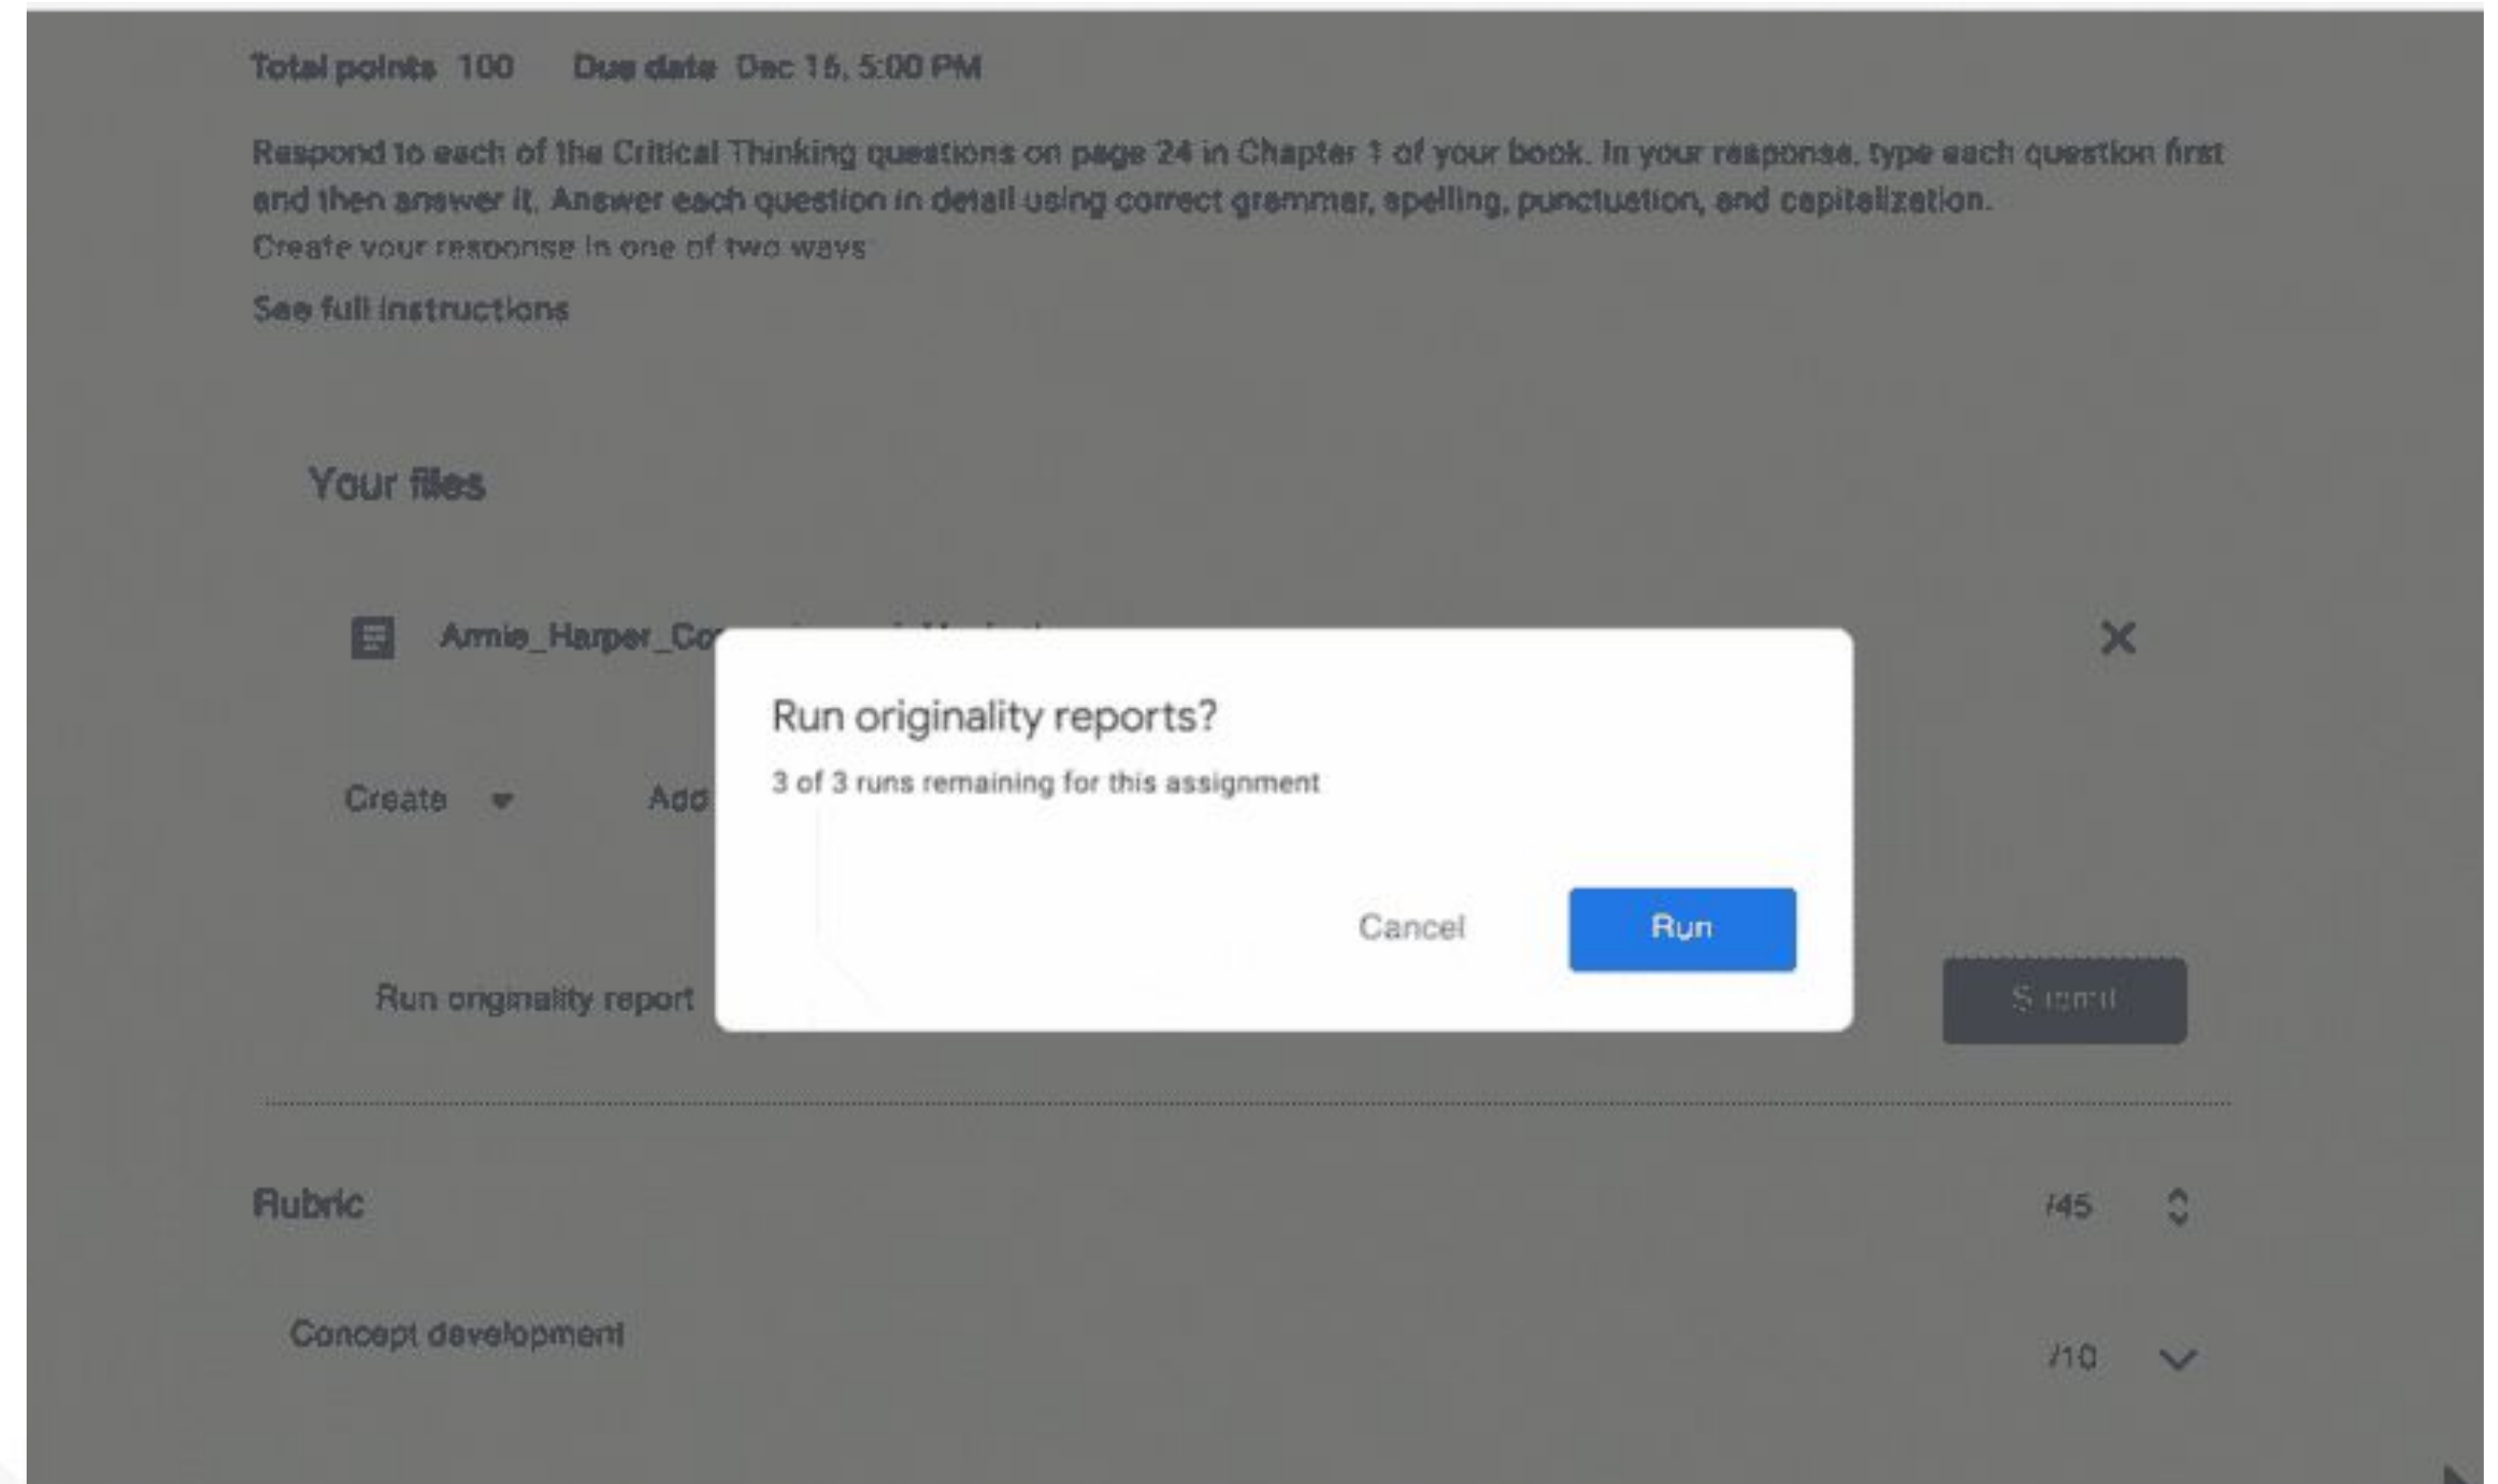 Total points 100 Due date Dec 16, 5:00 PM
Respond to each of the Critical Thinking questions on page 24 in Chapter 1 of your book. In your response, type each question first
and then answer it. Answer each question in detail using correct grammar, spelling, punctuation, and capitalization.
Create your response in one of two ways
See full instructions
Your files
Harper
Run originality reports?
3 of 3 runs remaining for this assignment
Create Add
Cancel Run
Run originality report Submit
Rubric /45
Concept development
/10